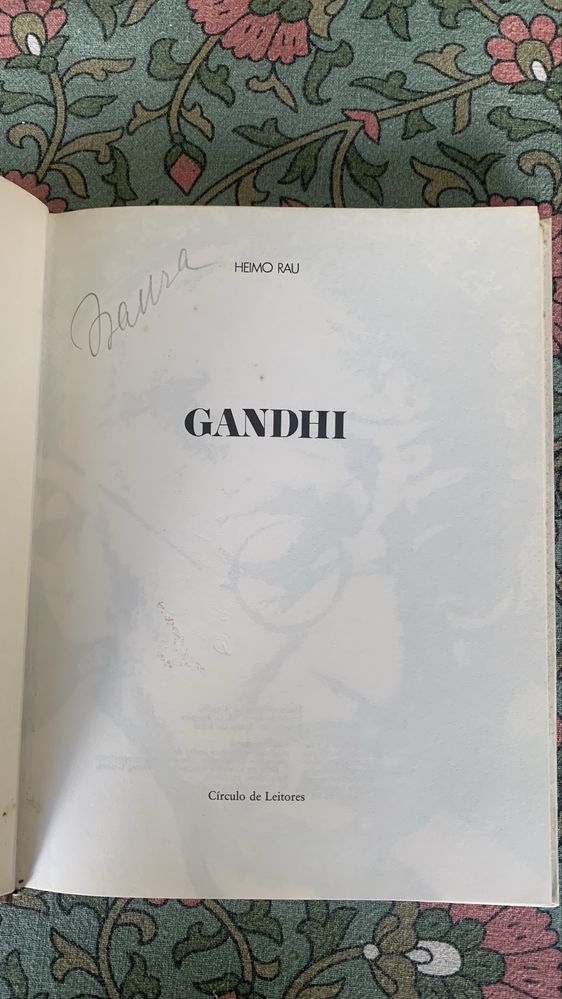 HEIMO RAU
GANDHI
Círculo de Leitores